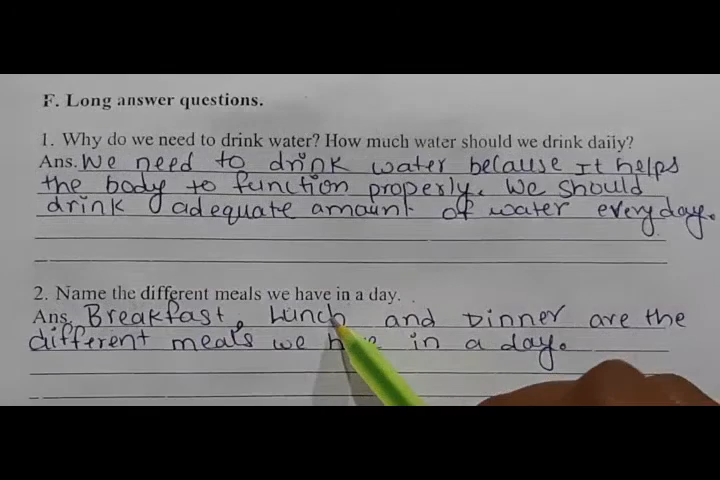 F. Long answer questions.
1. Why do we need to drink water? How much water should we drink daily?
Ans. We need to drink water because It helps
the body to function properly. We should
drink adequate amount of water everyday.
2. Name the different meals we have in a day.
Ans. Breakfast, Lunch and Dinner are the
different meals we have in a day.